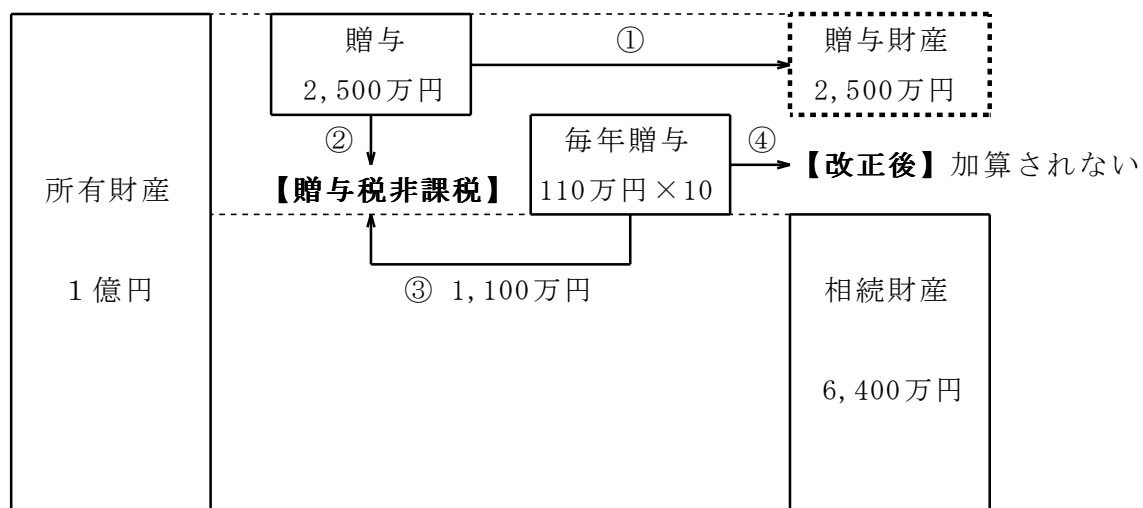 贈与
2,500万円
①
贈与財産
2,500万円
②
毎年贈与
110万円×10
④
【改正後】加算されない
所有財産
１億円
【贈与税非課税】
③ 1,100万円
相続財産
6,400万円